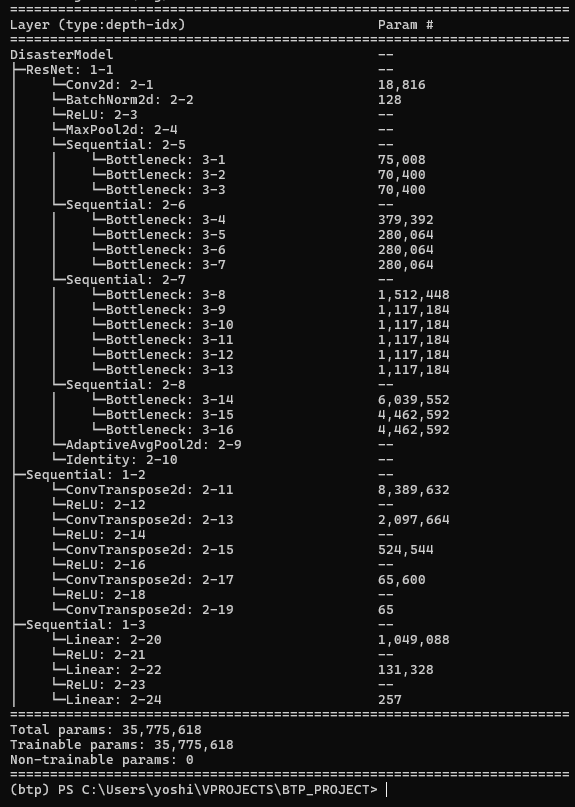 ==========================================================================================
Layer (type:depth-idx)                        Param #
==========================================================================================
DisasterModel                                 --
├─ResNet: 1-1                                 --
│    └─Conv2d: 2-1                            18,816
│    └─BatchNorm2d: 2-2                       128
│    └─ReLU: 2-3                              --
│    └─MaxPool2d: 2-4                         --
│    └─Sequential: 2-5                        --
│    │    └─Bottleneck: 3-1                   75,008
│    │    └─Bottleneck: 3-2                   70,400
│    │    └─Bottleneck: 3-3                   70,400
│    └─Sequential: 2-6                        --
│    │    └─Bottleneck: 3-4                   379,392
│    │    └─Bottleneck: 3-5                   280,064
│    │    └─Bottleneck: 3-6                   280,064
│    │    └─Bottleneck: 3-7                   280,064
│    └─Sequential: 2-7                        --
│    │    └─Bottleneck: 3-8                   1,512,448
│    │    └─Bottleneck: 3-9                   1,117,184
│    │    └─Bottleneck: 3-10                  1,117,184
│    │    └─Bottleneck: 3-11                  1,117,184
│    │    └─Bottleneck: 3-12                  1,117,184
│    │    └─Bottleneck: 3-13                  1,117,184
│    └─Sequential: 2-8                        --
│    │    └─Bottleneck: 3-14                  6,039,552
│    │    └─Bottleneck: 3-15                  4,462,592
│    │    └─Bottleneck: 3-16                  4,462,592
│    └─AdaptiveAvgPool2d: 2-9                 --
│    └─Identity: 2-10                         --
├─Sequential: 1-2                             --
│    └─ConvTranspose2d: 2-11                  8,389,632
│    └─ReLU: 2-12                             --
│    └─ConvTranspose2d: 2-13                  2,097,664
│    └─ReLU: 2-14                             --
│    └─ConvTranspose2d: 2-15                  524,544
│    └─ReLU: 2-16                             --
│    └─ConvTranspose2d: 2-17                  65,600
│    └─ReLU: 2-18                             --
│    └─ConvTranspose2d: 2-19                  65
├─Sequential: 1-3                             --
│    └─Linear: 2-20                           1,049,088
│    └─ReLU: 2-21                             --
│    └─Linear: 2-22                           131,328
│    └─ReLU: 2-23                             --
│    └─Linear: 2-24                           257
==========================================================================================
Total params: 35,775,618
Trainable params: 35,775,618
Non-trainable params: 0
==========================================================================================
(btp) PS C:\Users\yoshi\VPROJECTS\BTP_PROJECT>